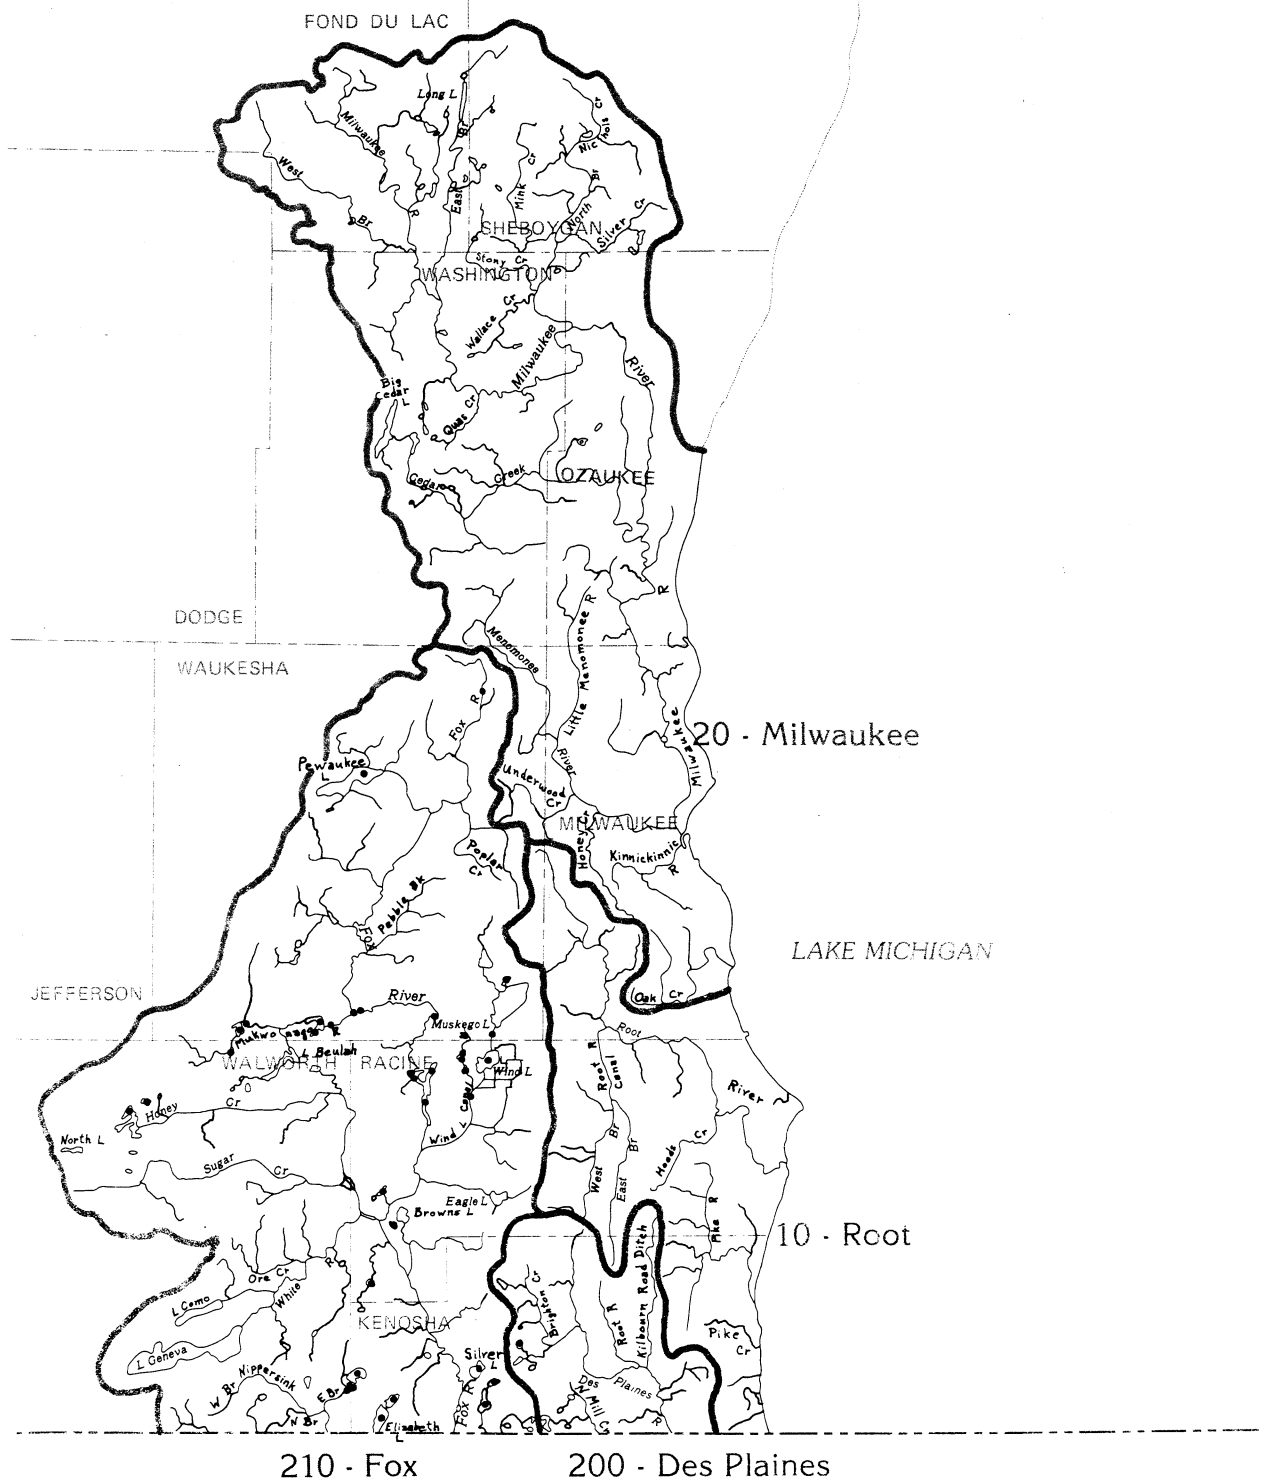 FOND DU LAC
Long L
Cr
Nichols
Milwaukee
R
West
Br
East
Br
Mink
Cr
North
Br
Silver Cr
SHEBOYGAN
Stony Cr
WASHINGTON
Wallace Cr
Milwaukee
River
Big
Cedar
L
Quas Cr
Cedar
Creek
OZAUKEE
DODGE
R
Menomonee
Little Menomonee R
WAUKESHA
Fox R
Milwaukee
20 - Milwaukee
River
Pewaukee
L
Underwood
Cr
MILWAUKEE
Honey Cr
Kinnickinnic
R
Poplar
Cr
Pebble Bk
Fox
LAKE MICHIGAN
JEFFERSON
River
Oak Cr
Muskego L
Mukwonago R
L Beulah
Root
WALWORTH
RACINE
Wind L
Root R
Canal
River
Honey
Cr
Wind L Canal
North L
Sugar
Cr
West
Br
East
Br
Hoods
Cr
Eagle L
Browns L
Pike R
10 - Root
Ore Cr
White
R
L Como
Brighton Cr
Root R
Kilbourn Road Ditch
KENOSHA
Pike
Cr
L Geneva
Silver
L
W Br
Nippersink
E Br
N Br
Elizabeth
L
Fox R
Des
Plaines
R
N Mill
Cr
210 - Fox
200 - Des Plaines